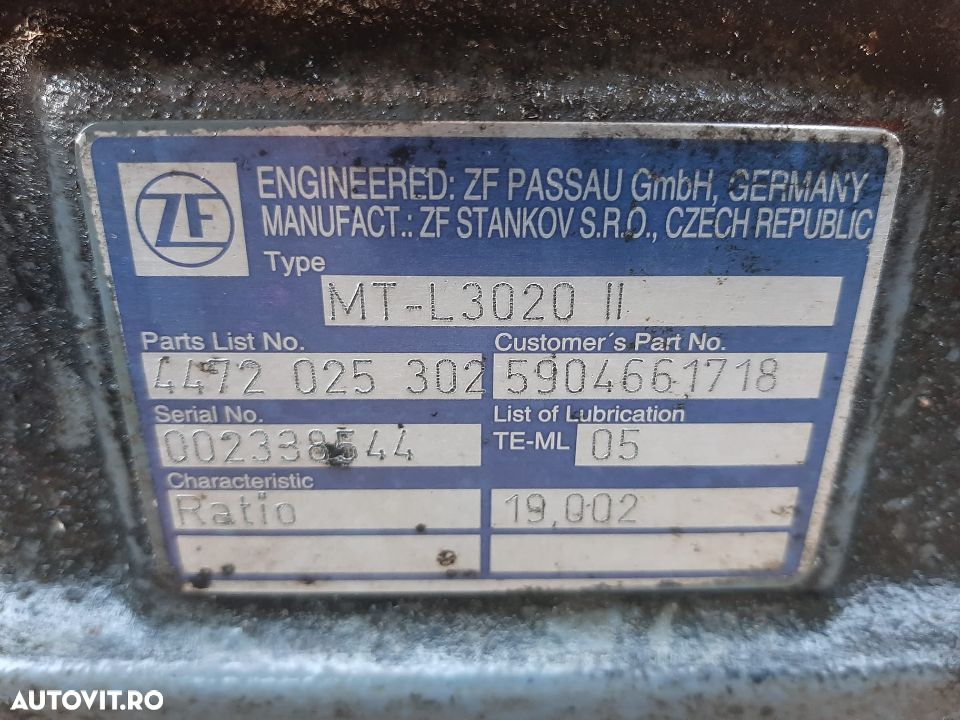 ZF
ENGINEERED: ZF PASSAU GmbH, GERMANY
MANUFACT.: ZF STANKOV S.R.O., CZECH REPUBLIC
Type
MT-L3020 II
Parts List No. Customer's Part No.
4472 025 302 5904661718
Serial No. List of Lubrication
002338544 TE-ML 05
Characteristic
Ratio 19,002
AUTOVIT.RO